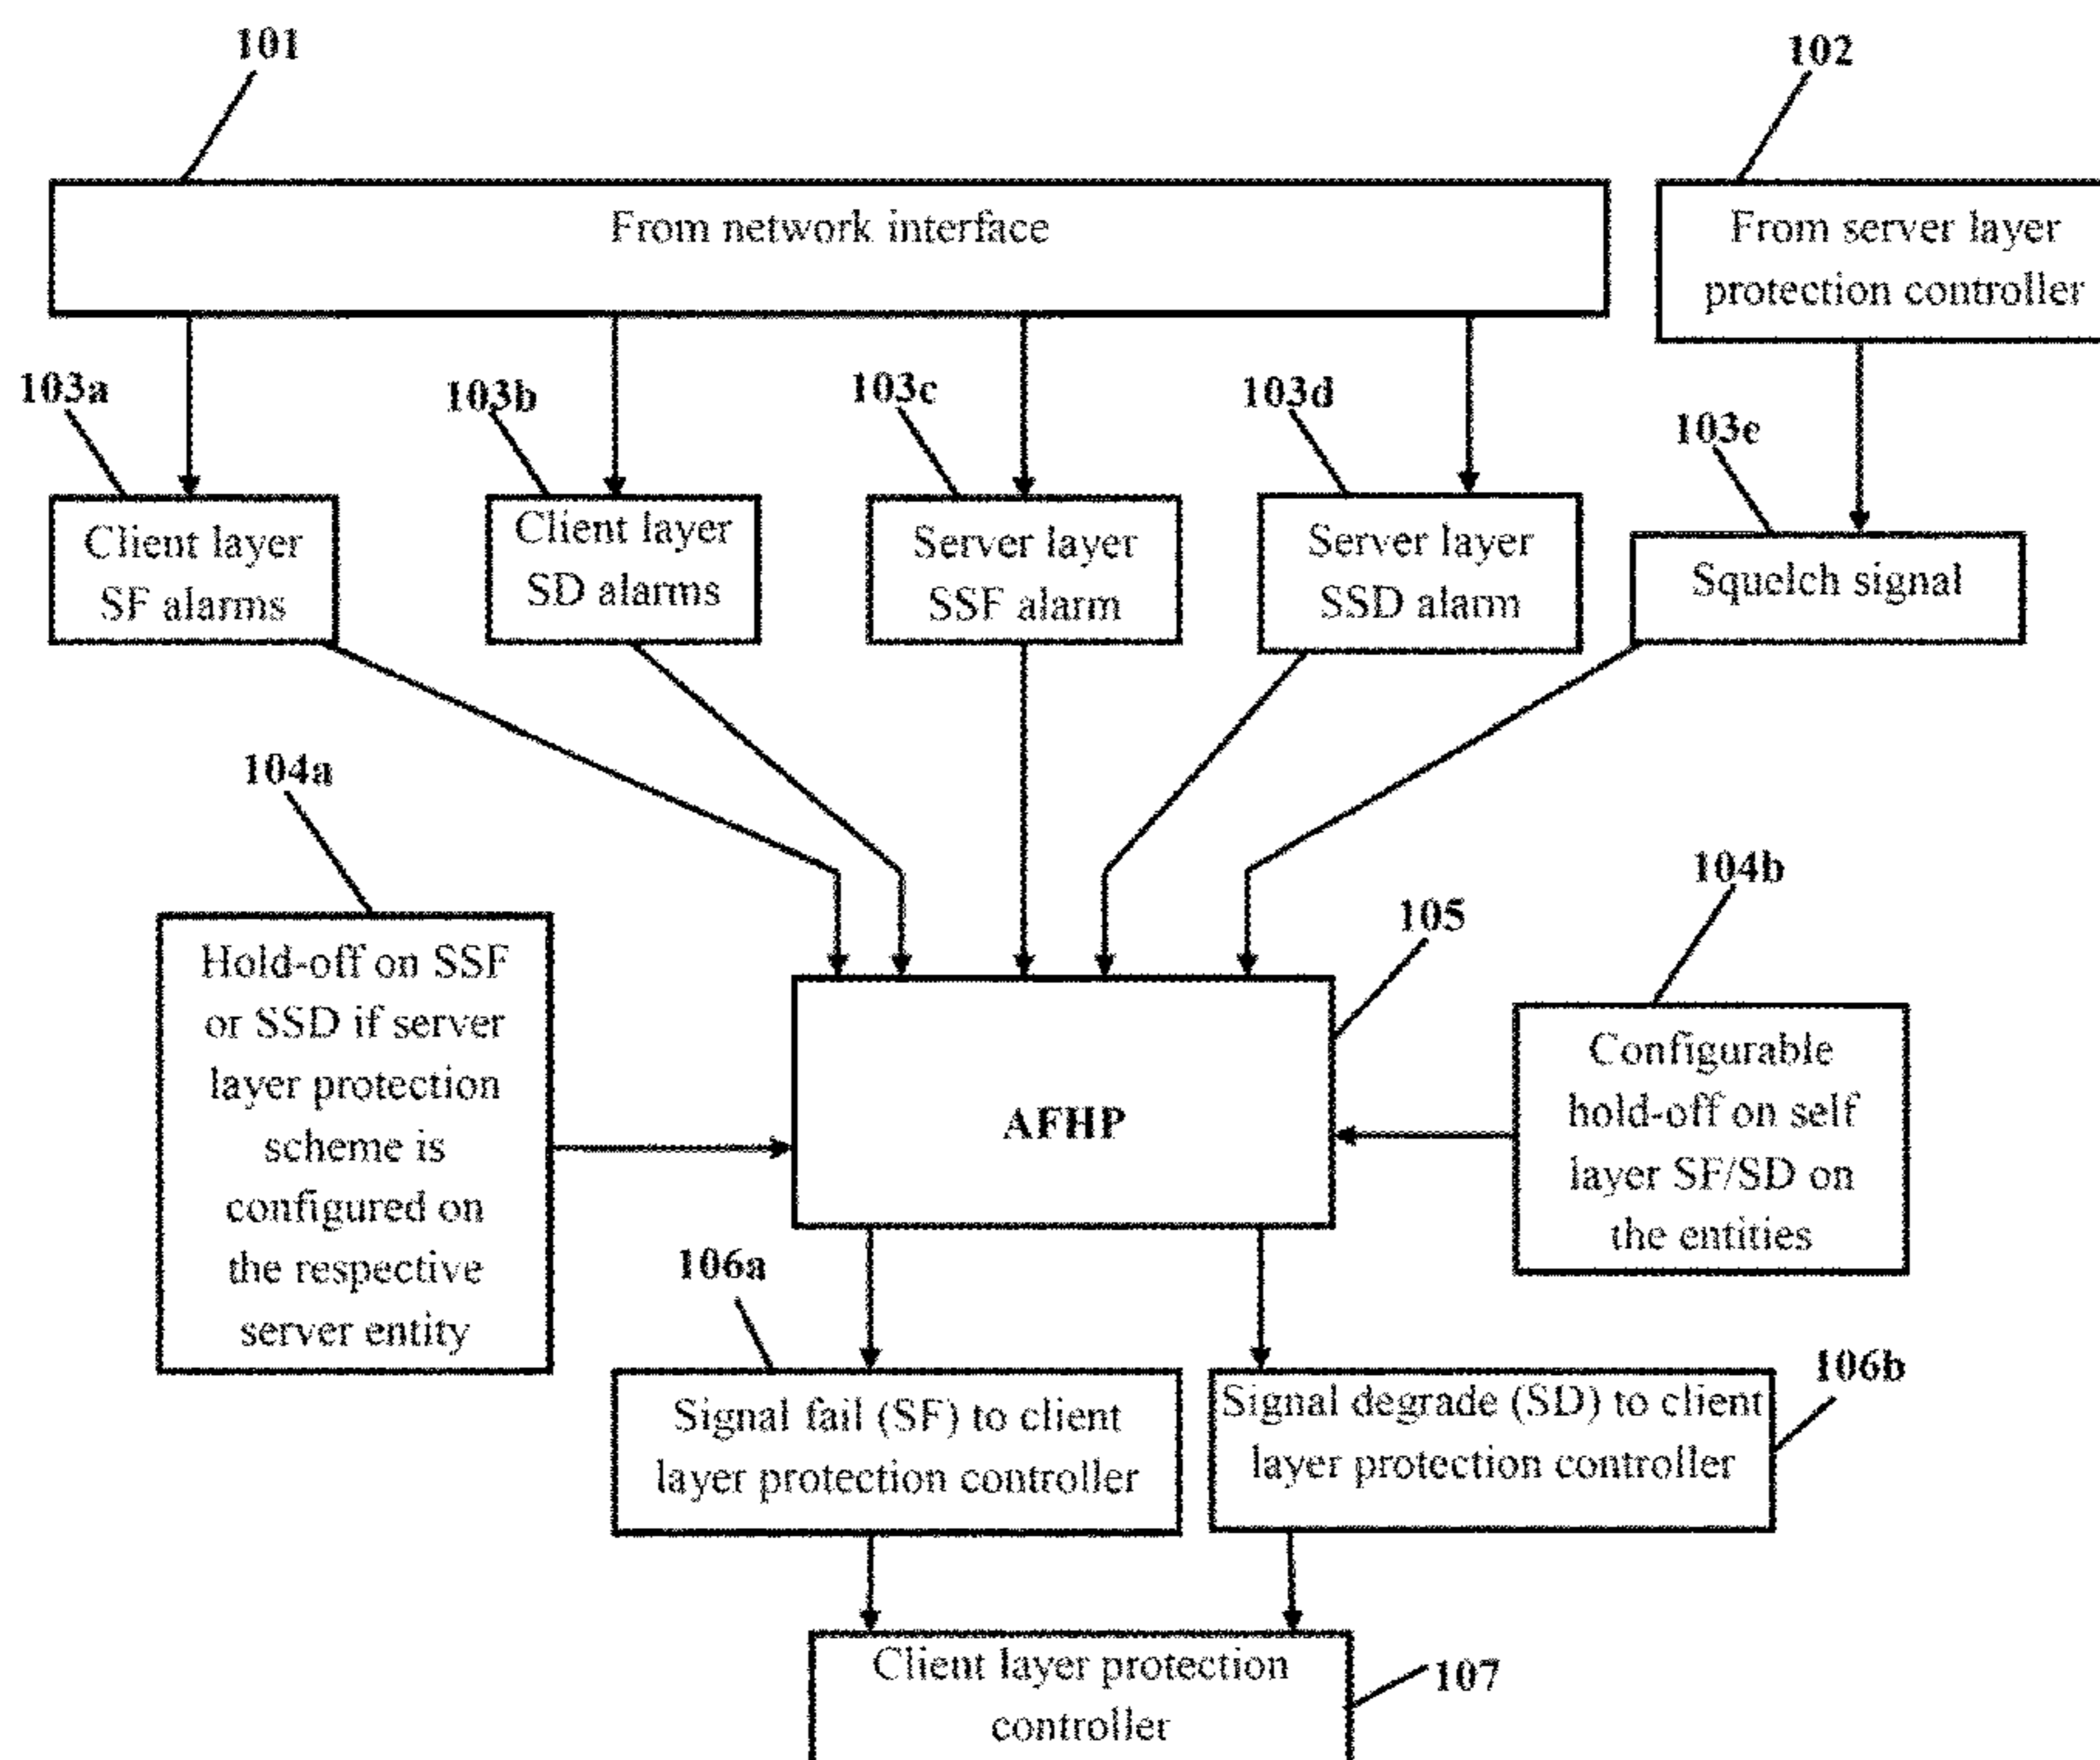 101
102
From network interface
From server layer
protection controller
103a
103b
103c
103d
103e
Client layer
SF alarms
Client layer
SD alarms
Server layer
SSF alarm
Server layer
SSD alarm
Squelch signal
104a
104b
105
Hold-off on SSF
or SSD if server
layer protection
scheme is
configured on
the respective
server entity
AFHP
Configurable
hold-off on self
layer SF/SD on
the entities
106a
106b
Signal fail (SF) to client
layer protection controller
Signal degrade (SD) to client
layer protection controller
Client layer protection
controller
107